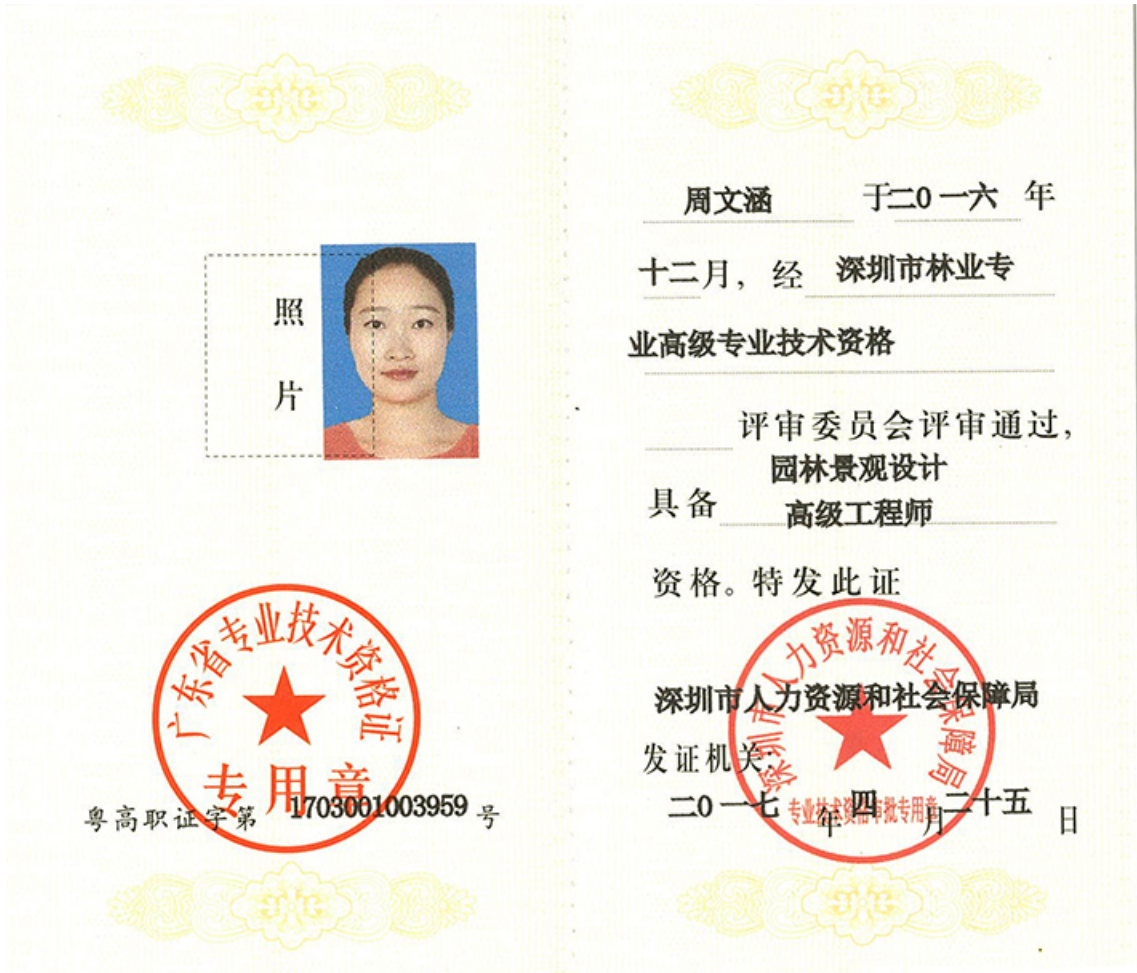 照
片
广东省专业技术资格证
专用章
粤高职证字第 1703001003959 号
周文涵 于二0一六 年
十二月，经 深圳市林业专
业高级专业技术资格
评审委员会评审通过，
园林景观设计
具备 高级工程师
资格。特发此证
深圳市人力资源和社会保障局
深圳市人力资源和社会保障局
发证机关：
二0一七 年 四 月 二十五 日
专业技术资格审批专用章